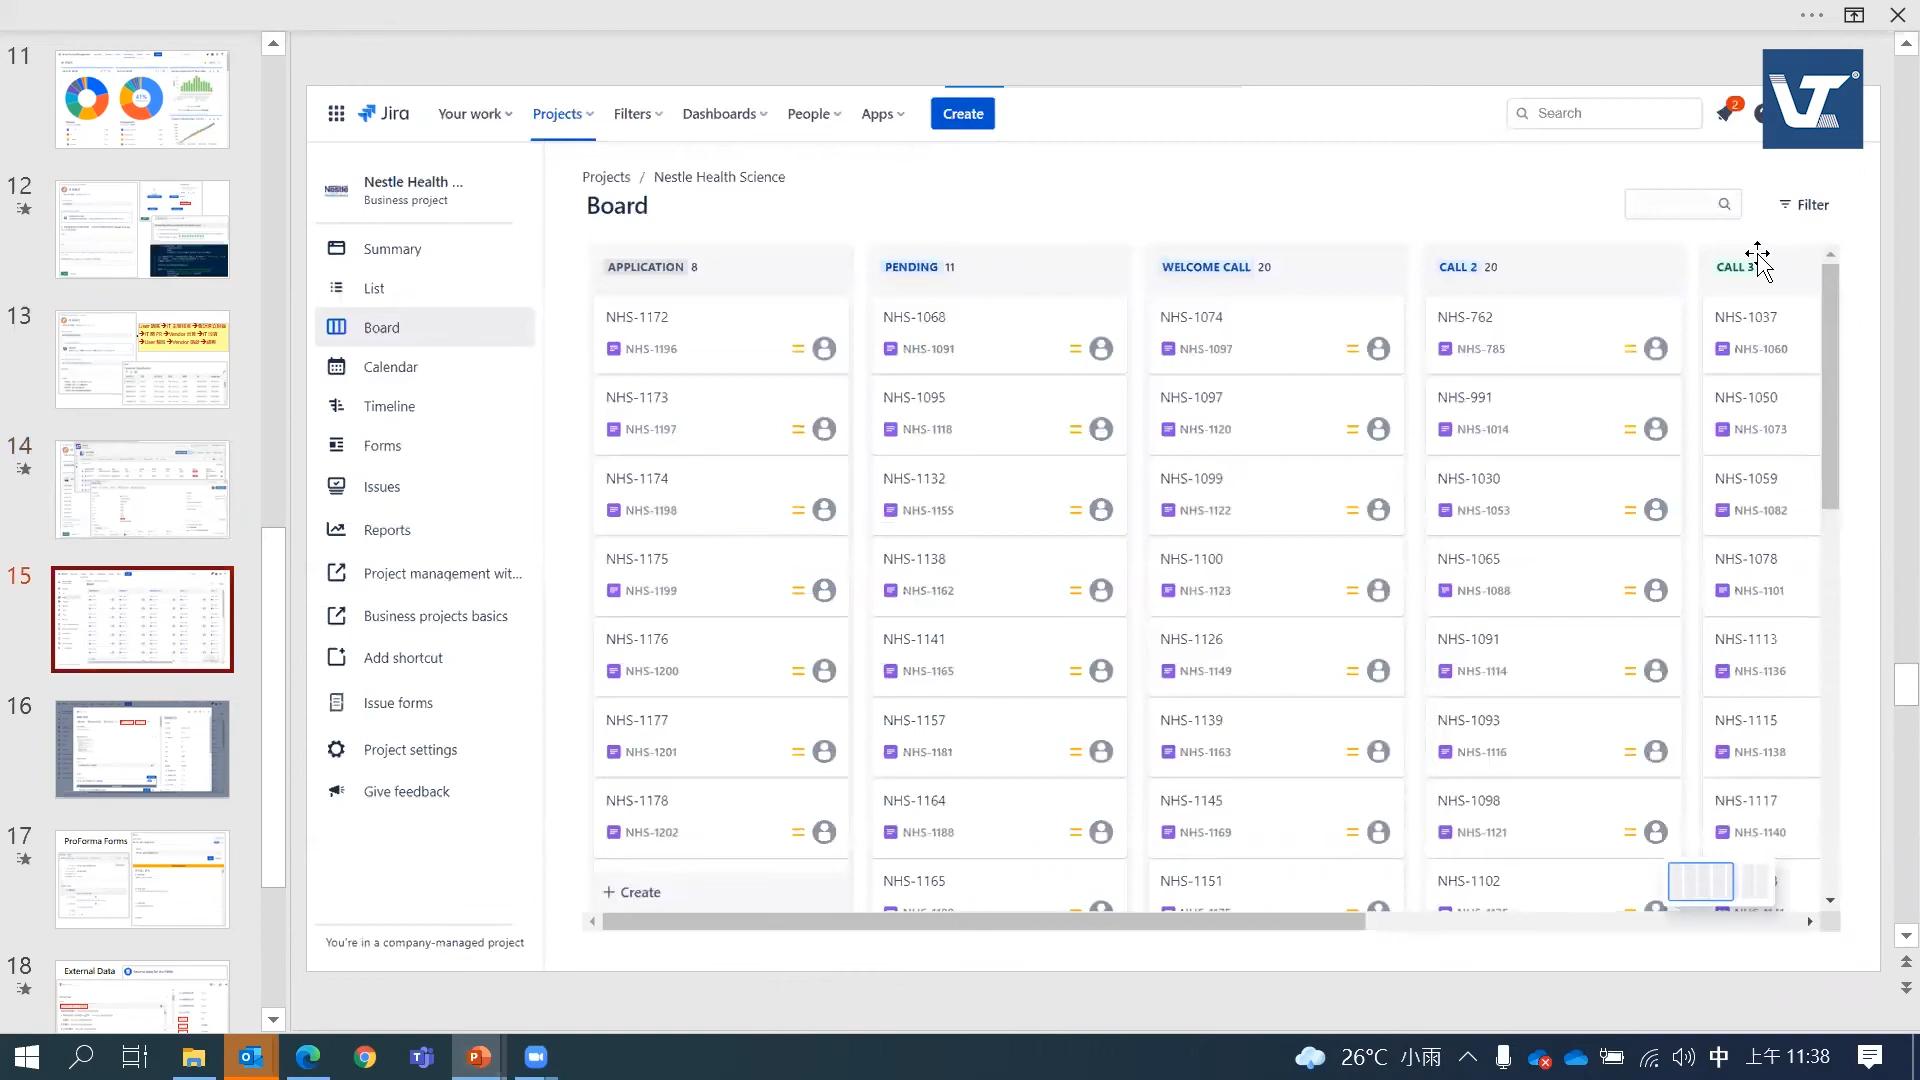 11
12
13
14
15
16
17
ProForma Forms
18
External Data
Jira
Your work
Projects
Filters
Dashboards
People
Apps
Create
Search
2
Nestle Health ...
Business project
Summary
List
Board
Calendar
Timeline
Forms
Issues
Reports
Project management wit...
Business projects basics
Add shortcut
Issue forms
Project settings
Give feedback
You're in a company-managed project
Projects / Nestle Health Science
Board
Filter
APPLICATION 8
NHS-1172
NHS-1196
NHS-1173
NHS-1197
NHS-1174
NHS-1198
NHS-1175
NHS-1199
NHS-1176
NHS-1200
NHS-1177
NHS-1201
NHS-1178
NHS-1202
+ Create
PENDING 11
NHS-1068
NHS-1091
NHS-1095
NHS-1118
NHS-1132
NHS-1155
NHS-1138
NHS-1162
NHS-1141
NHS-1165
NHS-1157
NHS-1181
NHS-1164
NHS-1188
NHS-1165
WELCOME CALL 20
NHS-1074
NHS-1097
NHS-1097
NHS-1120
NHS-1099
NHS-1122
NHS-1100
NHS-1123
NHS-1126
NHS-1149
NHS-1139
NHS-1163
NHS-1145
NHS-1169
NHS-1151
CALL 2 20
NHS-762
NHS-785
NHS-991
NHS-1014
NHS-1030
NHS-1053
NHS-1065
NHS-1088
NHS-1091
NHS-1114
NHS-1093
NHS-1116
NHS-1098
NHS-1121
NHS-1102
CALL 3
NHS-1037
NHS-1060
NHS-1050
NHS-1073
NHS-1059
NHS-1082
NHS-1078
NHS-1101
NHS-1113
NHS-1136
NHS-1115
NHS-1138
NHS-1117
NHS-1140
26°C 小雨
中
上午 11:38